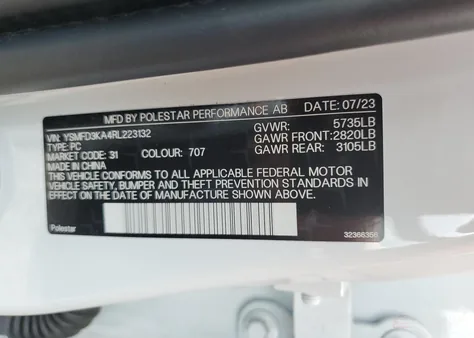 MFD BY POLESTAR PERFORMANCE AB DATE: 07/23
VIN: YSMFD3KA4RL223132 GVWR: 5735LB
TYPE: PC GAWR FRONT: 2820LB
MARKET CODE: 31 COLOUR: 707 GAWR REAR: 3105LB
MADE IN CHINA
THIS VEHICLE CONFORMS TO ALL APPLICABLE FEDERAL MOTOR
VEHICLE SAFETY, BUMPER AND THEFT PREVENTION STANDARDS
IN EFFECT ON THE DATE OF MANUFACTURE SHOWN ABOVE.
Polestar 32366356